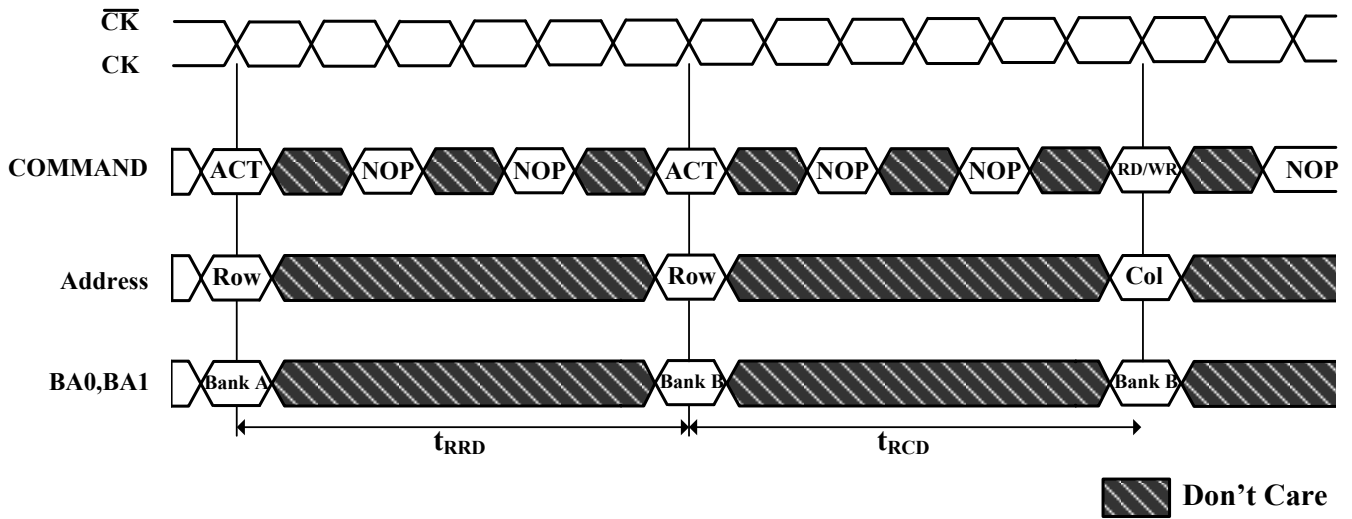 CK
CK
COMMAND ACT NOP NOP ACT NOP NOP RD/WR NOP
Address Row Row Col
BA0,BA1 Bank A Bank B Bank B
tRRD tRCD
Don't Care